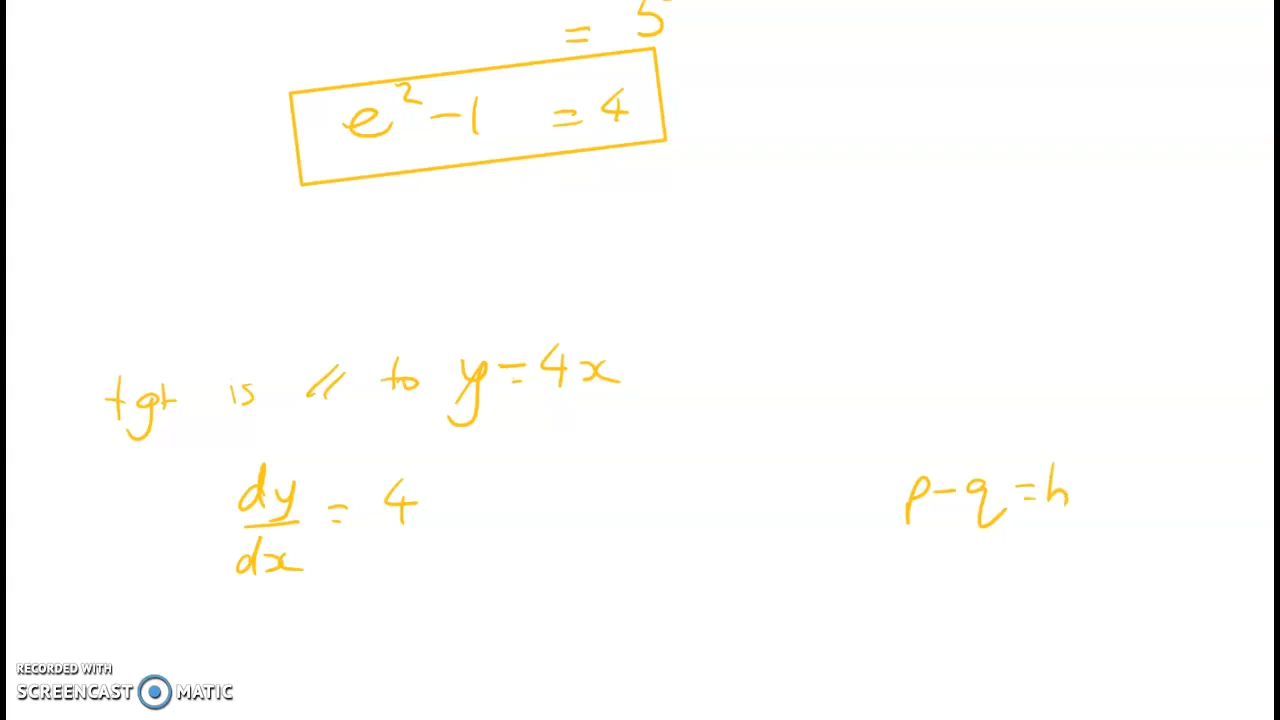 = 5
e² - 1 = 4
tgt is // to y = 4x
dy/dx = 4
p - q = h
RECORDED WITH
SCREENCAST MATIC